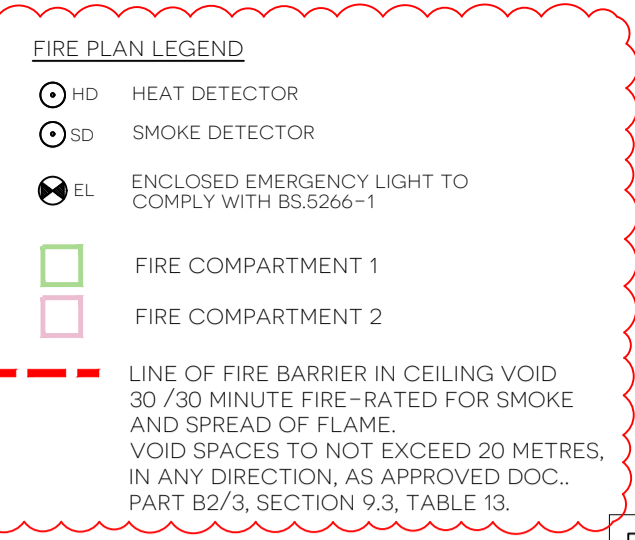 FIRE PLAN LEGEND
HD HEAT DETECTOR
SD SMOKE DETECTOR
EL ENCLOSED EMERGENCY LIGHT TO
COMPLY WITH BS.5266-1
FIRE COMPARTMENT 1
FIRE COMPARTMENT 2
LINE OF FIRE BARRIER IN CEILING VOID
30 /30 MINUTE FIRE-RATED FOR SMOKE
AND SPREAD OF FLAME.
VOID SPACES TO NOT EXCEED 20 METRES,
IN ANY DIRECTION, AS APPROVED DOC..
PART B2/3, SECTION 9.3, TABLE 13.